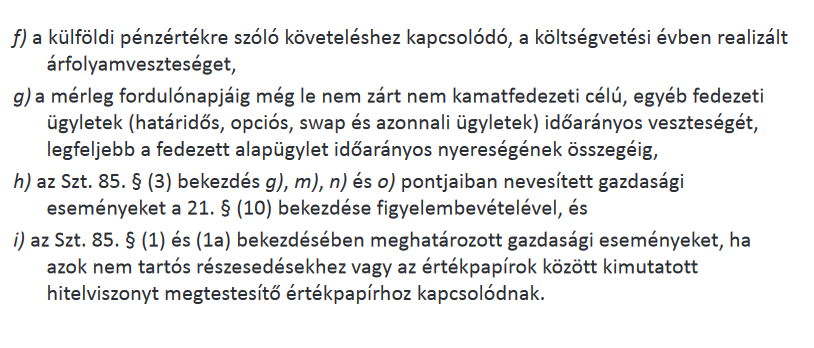 f) a külföldi pénzértékre szóló követeléshez kapcsolódó, a költségvetési évben realizált
árfolyamveszteséget,
g) a mérleg fordulónapjáig még le nem zárt nem kamatfedezeti célú, egyéb fedezeti
ügyletek (határidős, opciós, swap és azonnali ügyletek) időarányos veszteségét,
legfeljebb a fedezett alapügylet időarányos nyereségének összegéig,
h) az Szt. 85. § (3) bekezdés g), m), n) és o) pontjaiban nevesített gazdasági
eseményeket a 21. § (10) bekezdése figyelembevételével, és
i) az Szt. 85. § (1) és (1a) bekezdésében meghatározott gazdasági eseményeket, ha
azok nem tartós részesedésekhez vagy az értékpapírok között kimutatott
hitelviszonyt megtestesítő értékpapírhoz kapcsolódnak.